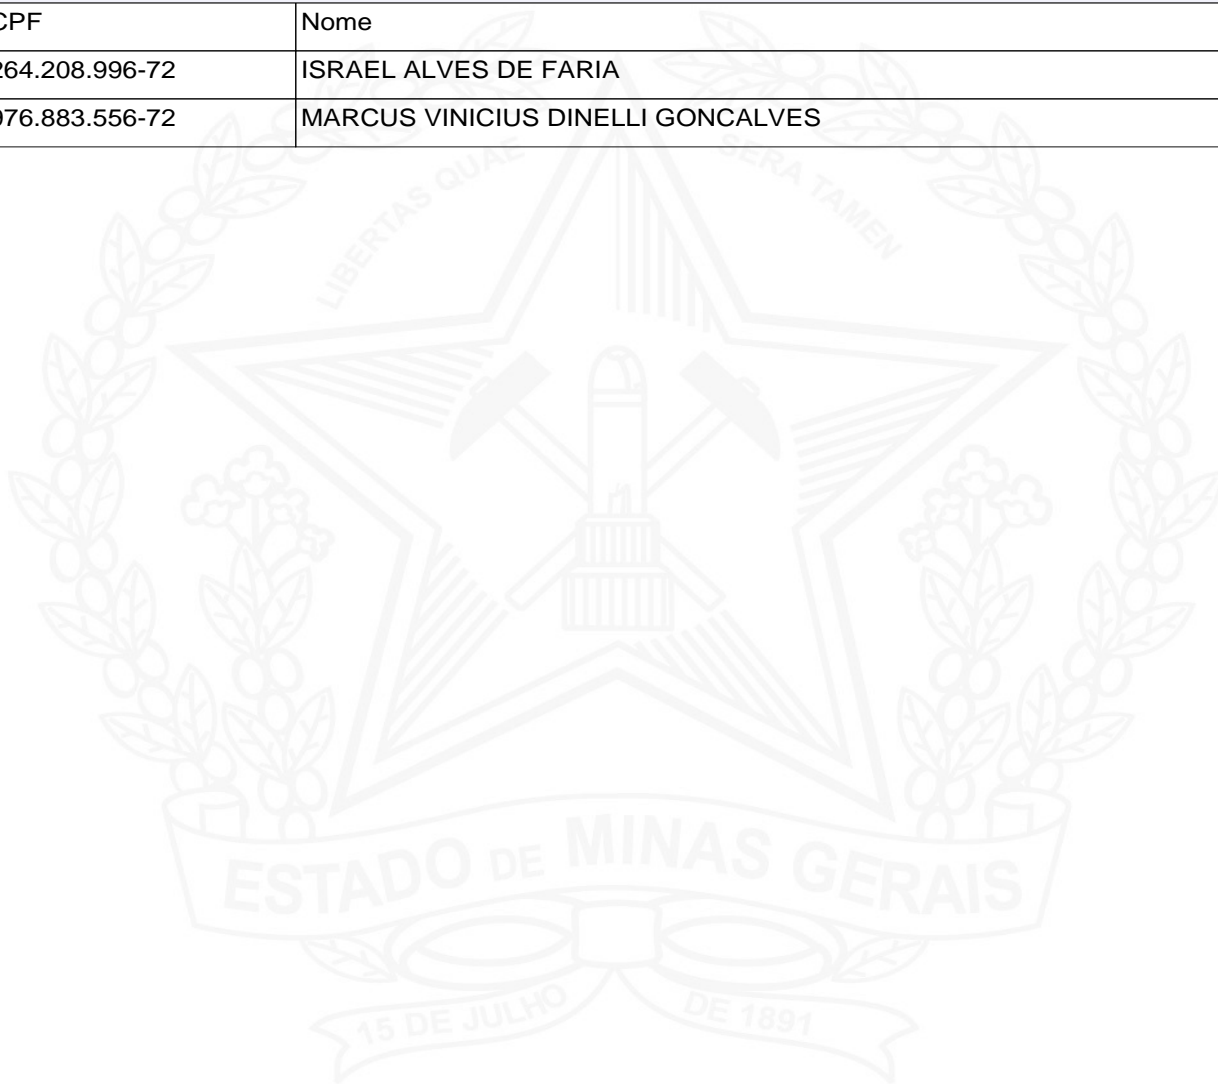 CPF Nome
264.208.996-72 ISRAEL ALVES DE FARIA
976.883.556-72 MARCUS VINICIUS DINELLI GONCALVES
LIBERTAS QUAE SERA TAMEN
ESTADO DE MINAS GERAIS
15 DE JULHO DE 1891